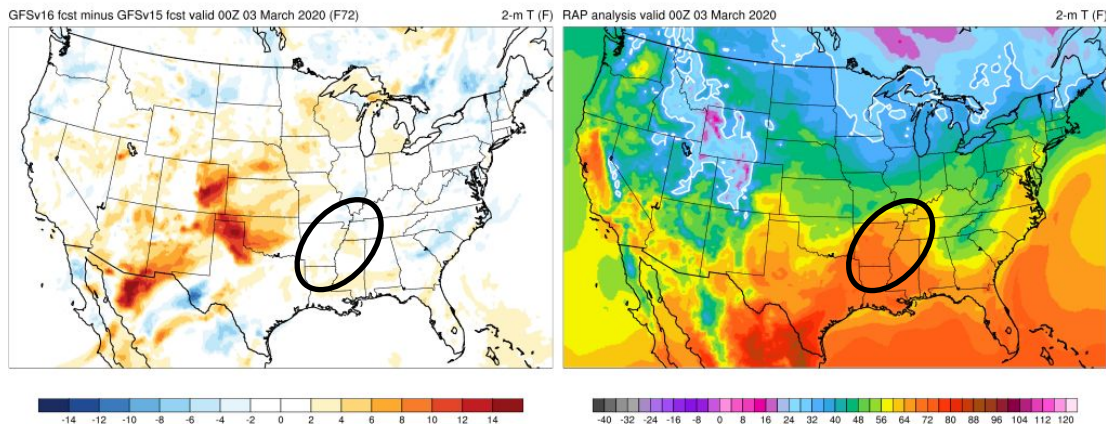 GFSv16 fcst minus GFSv15 fcst valid 00Z 03 March 2020 (F72) 2-m T (F)
RAP analysis valid 00Z 03 March 2020 2-m T (F)
-14 -12 -10 -8 -6 -4 -2 0 2 4 6 8 10 12 14
-40 -32 -24 -16 -8 0 8 16 24 32 40 48 56 64 72 80 88 96 104 112 120